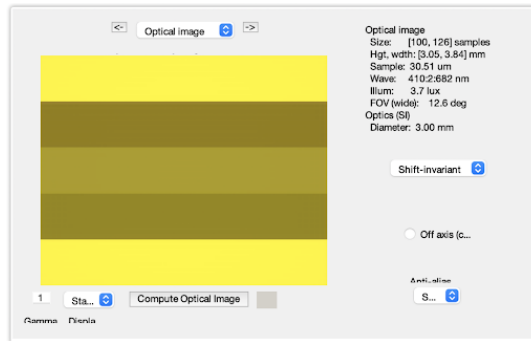 <- Optical image ->
Optical image
Size: [100, 126] samples
Hgt, wdth: [3.05, 3.84] mm
Sample: 30.51 um
Wave: 410:2:682 nm
Illum: 3.7 lux
FOV (wide): 12.6 deg
Optics (SI)
Diameter: 3.00 mm
Shift-invariant
Off axis (c...
Anti-alias
1 Sta... Compute Optical Image S...
Gamma Displa